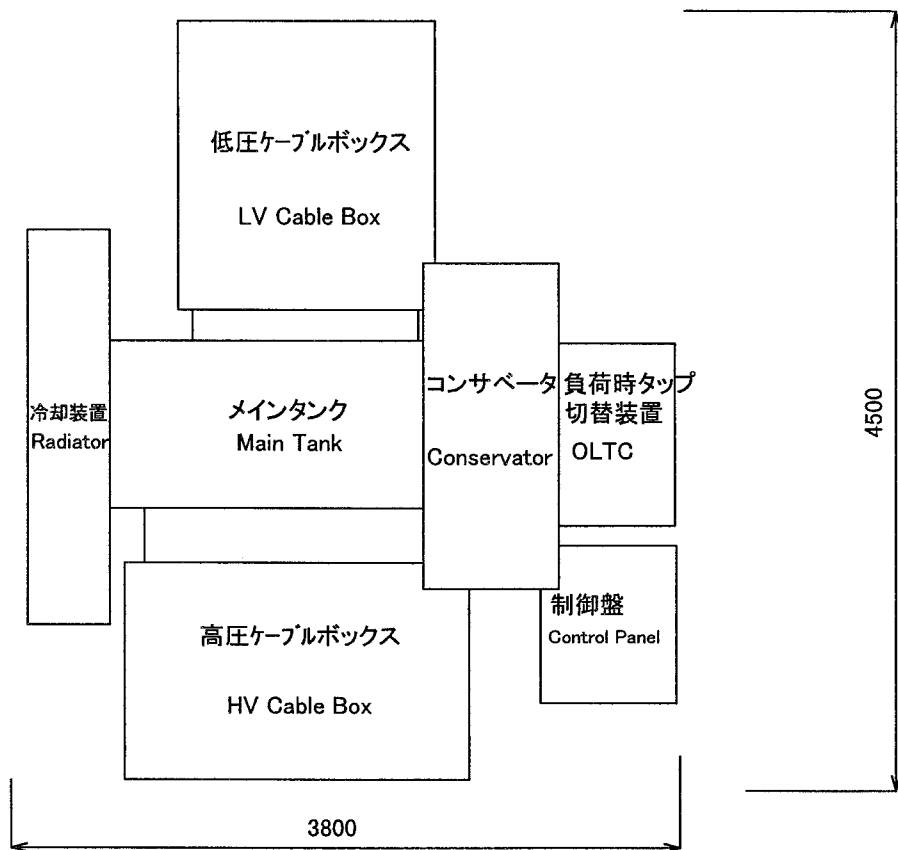 低圧ケーブルボックス
LV Cable Box
冷却装置
Radiator
メインタンク
Main Tank
コンサベータ
Conservator
負荷時タップ
切替装置
OLTC
4500
高圧ケーブルボックス
HV Cable Box
制御盤
Control Panel
3800